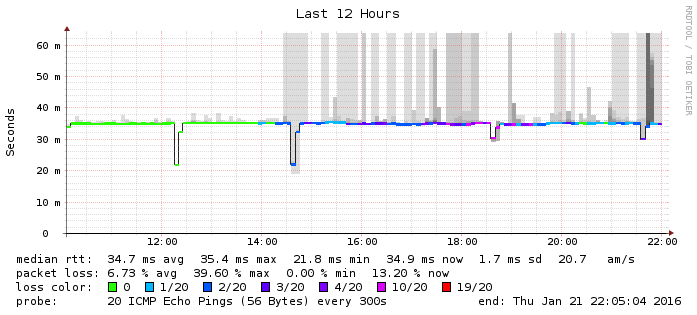 Last 12 Hours
RRDTOOL / TOBI OETIKER
Seconds
60 m
50 m
40 m
30 m
20 m
10 m
0
12:00 14:00 16:00 18:00 20:00 22:00
median rtt: 34.7 ms avg 35.4 ms max 21.8 ms min 34.9 ms now 1.7 ms sd 20.7 am/s
packet loss: 6.73 % avg 39.60 % max 0.00 % min 13.20 % now
loss color: 0 1/20 2/20 3/20 4/20 10/20 19/20
probe: 20 ICMP Echo Pings (56 Bytes) every 300s end: Thu Jan 21 22:05:04 2016